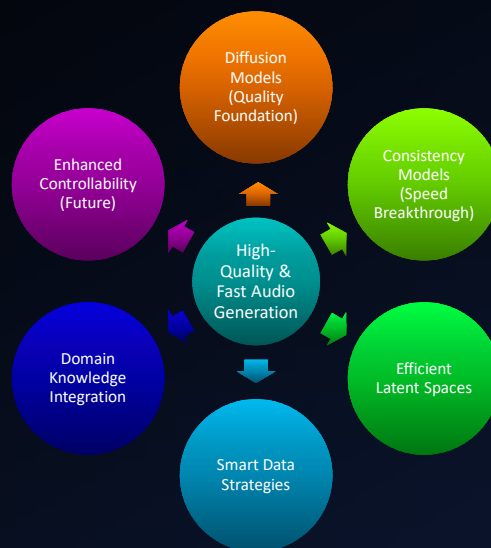 Diffusion
Models
(Quality
Foundation)
Consistency
Models
(Speed
Breakthrough)
Efficient
Latent Spaces
Smart Data
Strategies
Domain
Knowledge
Integration
Enhanced
Controllability
(Future)
High-
Quality &
Fast Audio
Generation